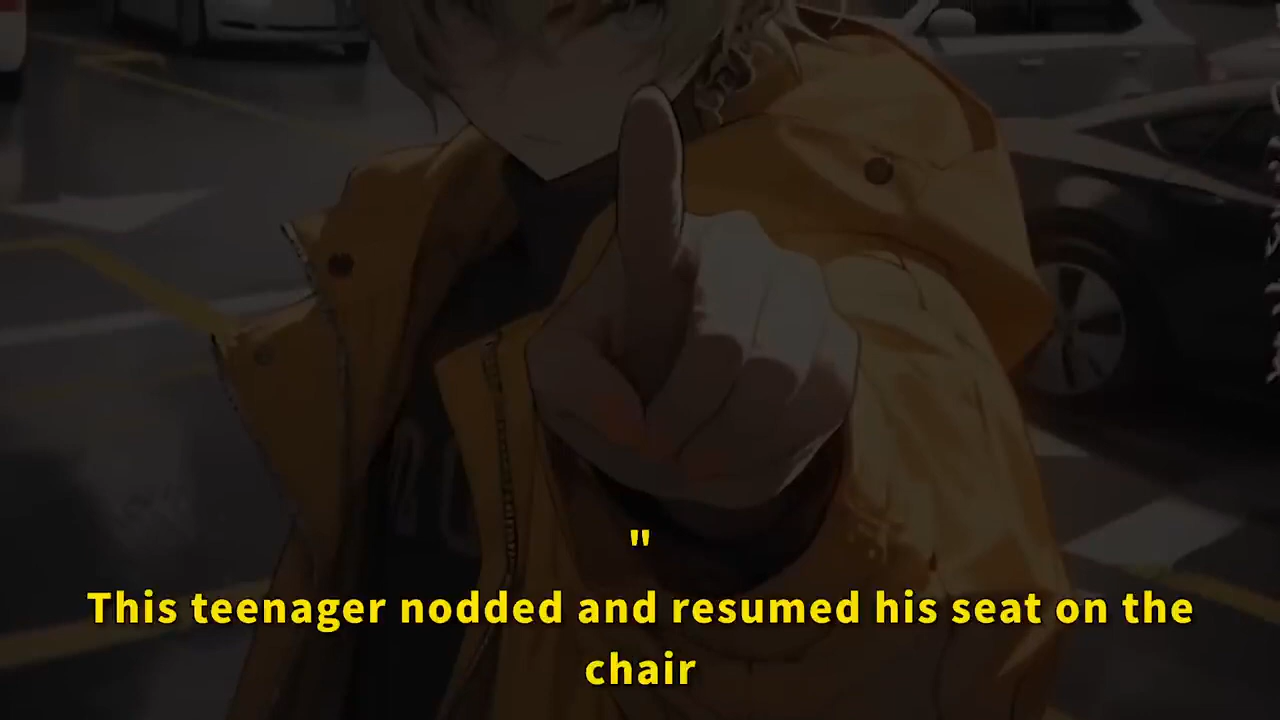 "
This teenager nodded and resumed his seat on the
chair